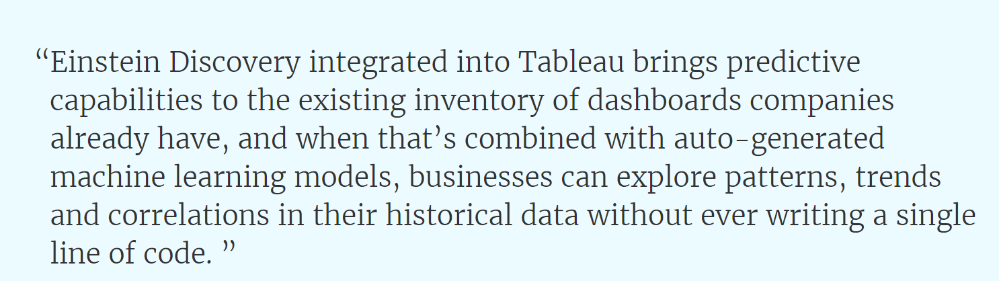 “Einstein Discovery integrated into Tableau brings predictive
capabilities to the existing inventory of dashboards companies
already have, and when that’s combined with auto-generated
machine learning models, businesses can explore patterns, trends
and correlations in their historical data without ever writing a single
line of code. ”